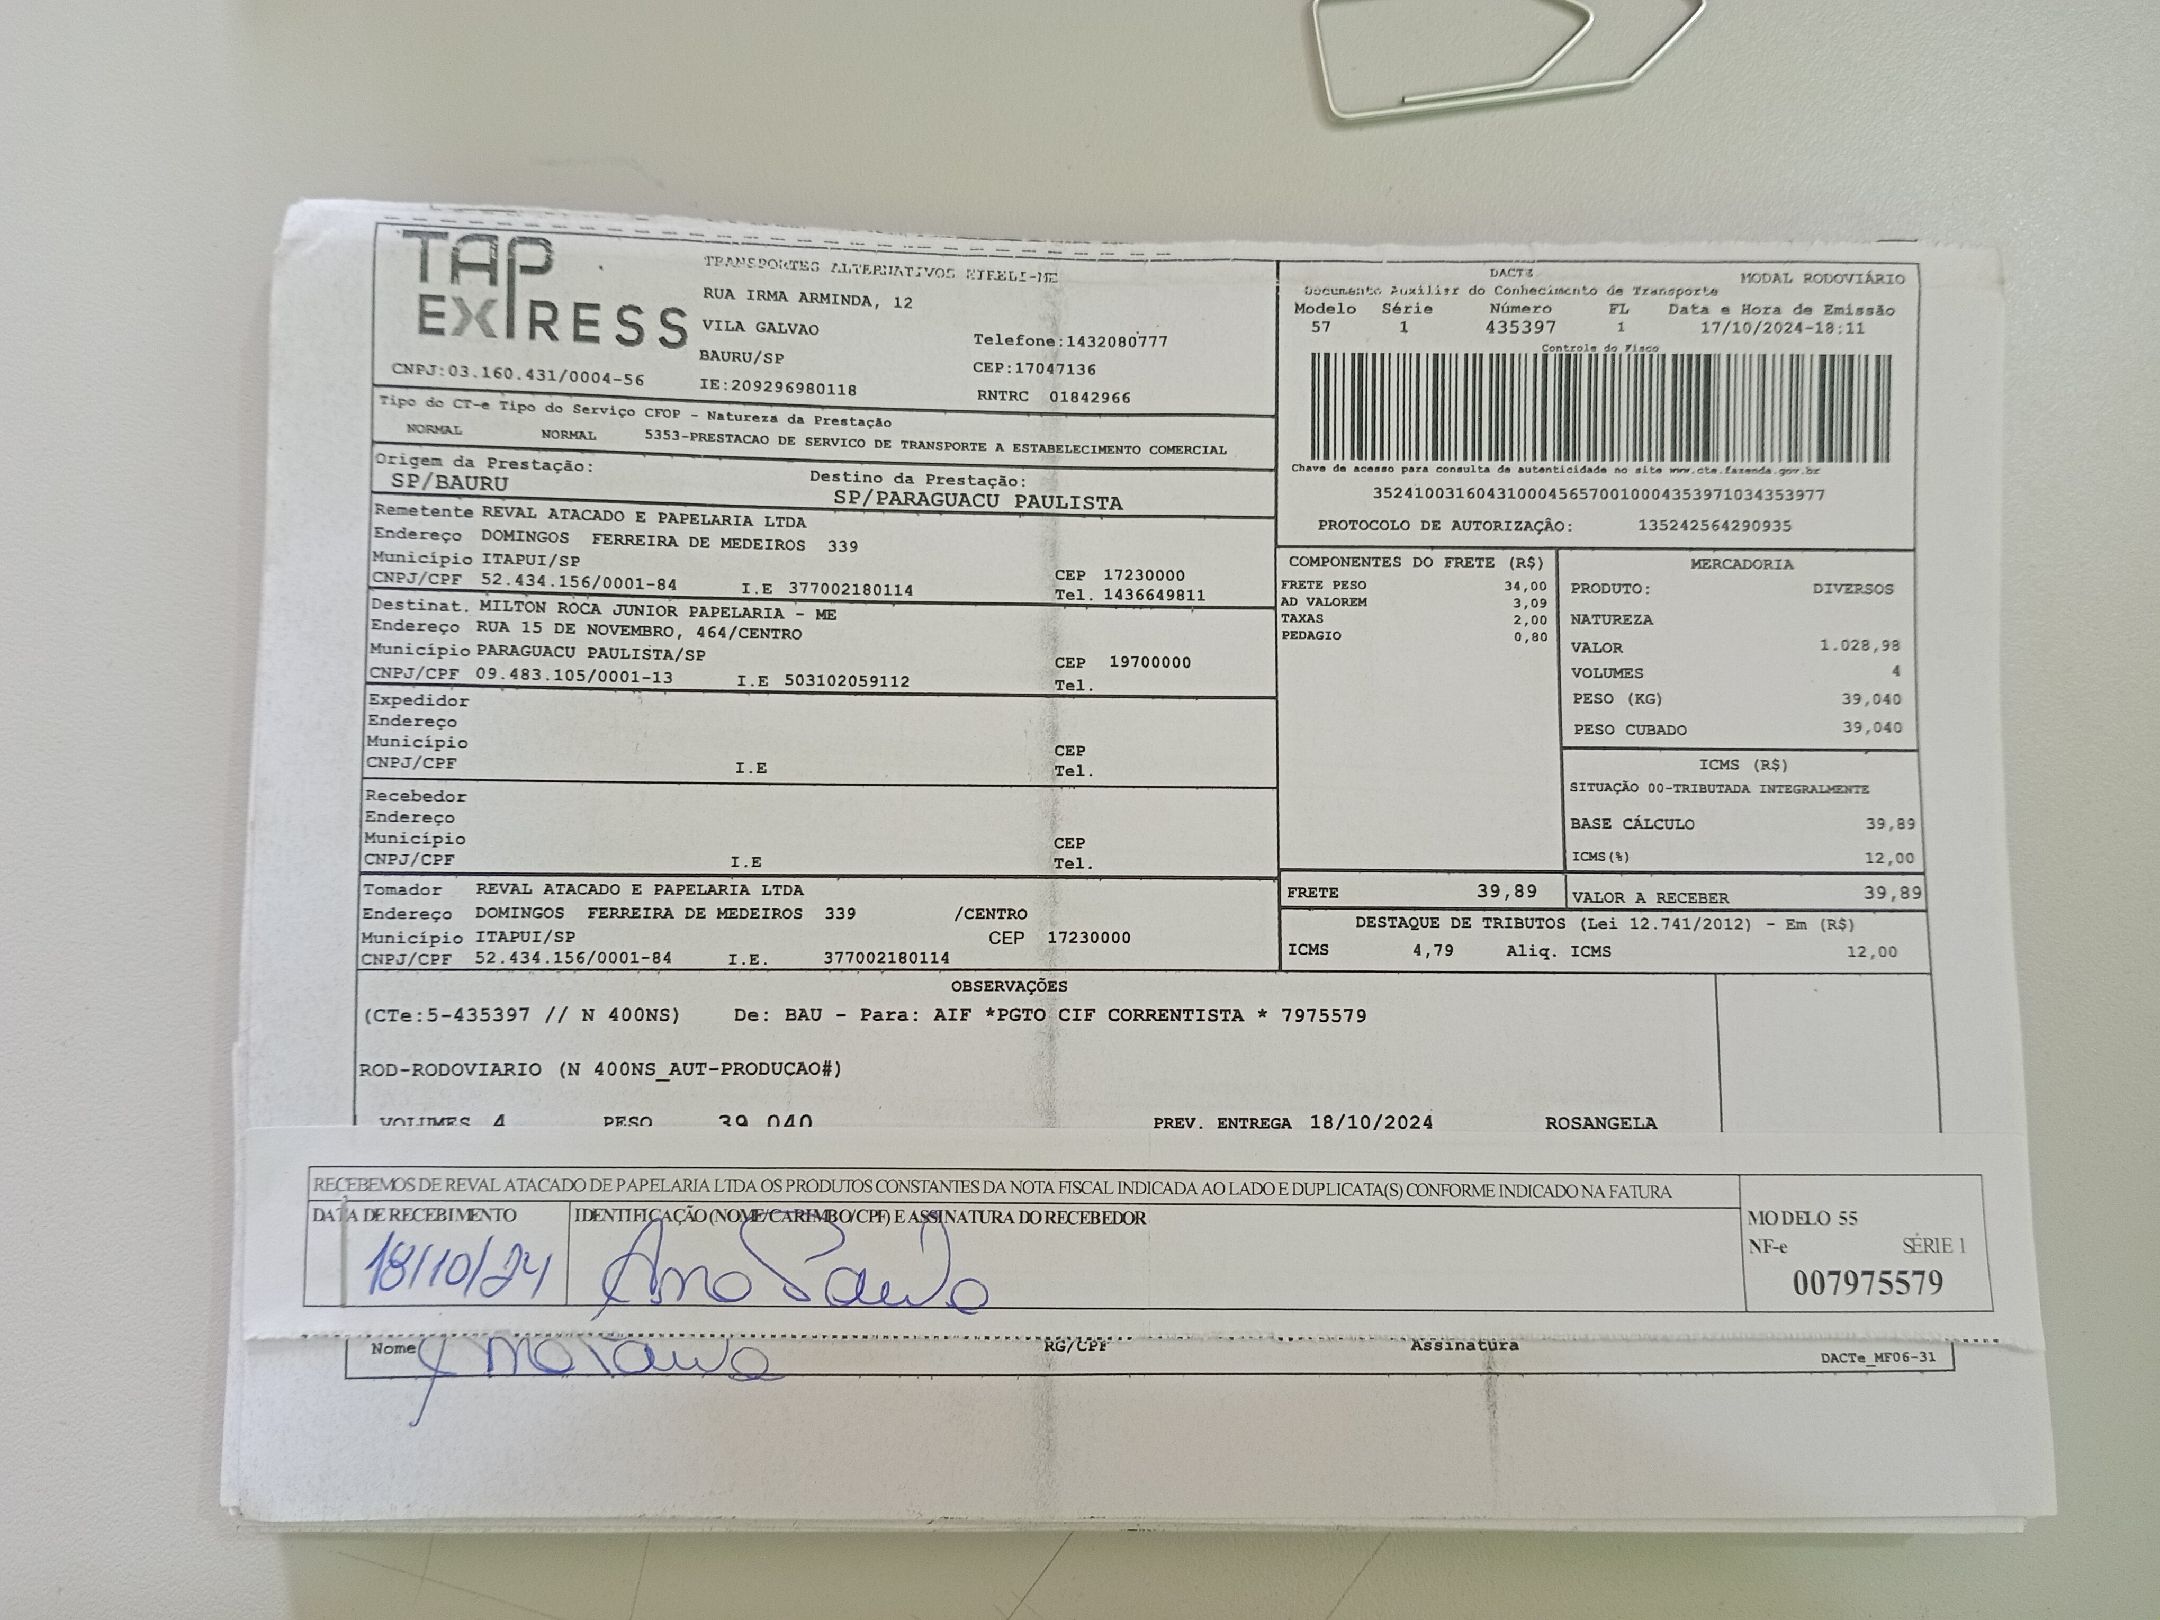 TAP
EXPRESS
TRANSPORTES ALTERNATIVOS EIRELI-ME
RUA IRMA ARMINDA, 12
VILA GALVAO
Telefone:1432080777
BAURU/SP
CEP:17047136
CNPJ:03.160.431/0004-56
IE:209296980118
RNTRC 01842966
DACTE
MODAL RODOVIÁRIO
Documento Auxiliar do Conhecimento de Transporte
Modelo Série Número FL Data e Hora de Emissão
57 1 435397 1 17/10/2024-18:11
Controle do Fisco
Chave de acesso para consulta de autenticidade no site www.cte.fazenda.gov.br
35241003160431000456570010004353971034353977
PROTOCOLO DE AUTORIZAÇÃO: 135242564290935
Tipo do CT-e Tipo do Serviço CFOP - Natureza da Prestação
NORMAL NORMAL 5353-PRESTACAO DE SERVICO DE TRANSPORTE A ESTABELECIMENTO COMERCIAL
Origem da Prestação: Destino da Prestação:
SP/BAURU SP/PARAGUACU PAULISTA
Remetente REVAL ATACADO E PAPELARIA LTDA
Endereço DOMINGOS FERREIRA DE MEDEIROS 339
Município ITAPUI/SP CEP 17230000
CNPJ/CPF 52.434.156/0001-84 I.E 377002180114 Tel. 1436649811
Destinat. MILTON ROCA JUNIOR PAPELARIA - ME
Endereço RUA 15 DE NOVEMBRO, 464/CENTRO
Município PARAGUACU PAULISTA/SP CEP 19700000
CNPJ/CPF 09.483.105/0001-13 I.E 503102059112 Tel.
Expedidor
Endereço
Município CEP
CNPJ/CPF I.E Tel.
Recebedor
Endereço
Município CEP
CNPJ/CPF I.E Tel.
Tomador REVAL ATACADO E PAPELARIA LTDA
Endereço DOMINGOS FERREIRA DE MEDEIROS 339 /CENTRO
Município ITAPUI/SP CEP 17230000
CNPJ/CPF 52.434.156/0001-84 I.E. 377002180114
COMPONENTES DO FRETE (R$)
FRETE PESO 34,00
AD VALOREM 3,09
TAXAS 2,00
PEDAGIO 0,80
MERCADORIA
PRODUTO: DIVERSOS
NATUREZA
VALOR 1.028,98
VOLUMES 4
PESO (KG) 39,040
PESO CUBADO 39,040
ICMS (R$)
SITUAÇÃO 00-TRIBUTADA INTEGRALMENTE
BASE CÁLCULO 39,89
ICMS(%) 12,00
FRETE 39,89 VALOR A RECEBER 39,89
DESTAQUE DE TRIBUTOS (Lei 12.741/2012) - Em (R$)
ICMS 4,79 Aliq. ICMS 12,00
OBSERVAÇÕES
(CTe:5-435397 // N 400NS) De: BAU - Para: AIF *PGTO CIF CORRENTISTA * 7975579
ROD-RODOVIARIO (N 400NS_AUT-PRODUCAO#)
VOLUMES 4 PESO 39,040 PREV. ENTREGA 18/10/2024 ROSANGELA
RECEBEMOS DE REVAL ATACADO DE PAPELARIA LTDA OS PRODUTOS CONSTANTES DA NOTA FISCAL INDICADA AO LADO E DUPLICATA(S) CONFORME INDICADO NA FATURA
DATA DE RECEBIMENTO IDENTIFICAÇÃO (NOME/CARIMBO/CPF) E ASSINATURA DO RECEBEDOR
18/10/24 Ana Paula
MODELO 55
NF-e SÉRIE 1
007975579
Nome Ana Paula RG/CPF Assinatura
DACTe_MF06-31